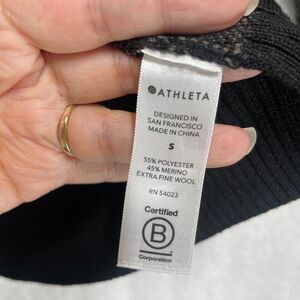 ATHLETA
DESIGNED IN
SAN FRANCISCO
MADE IN CHINA
S
55% POLYESTER
45% MERINO
EXTRA FINE WOOL
RN 54023
Certified
B
Corporation